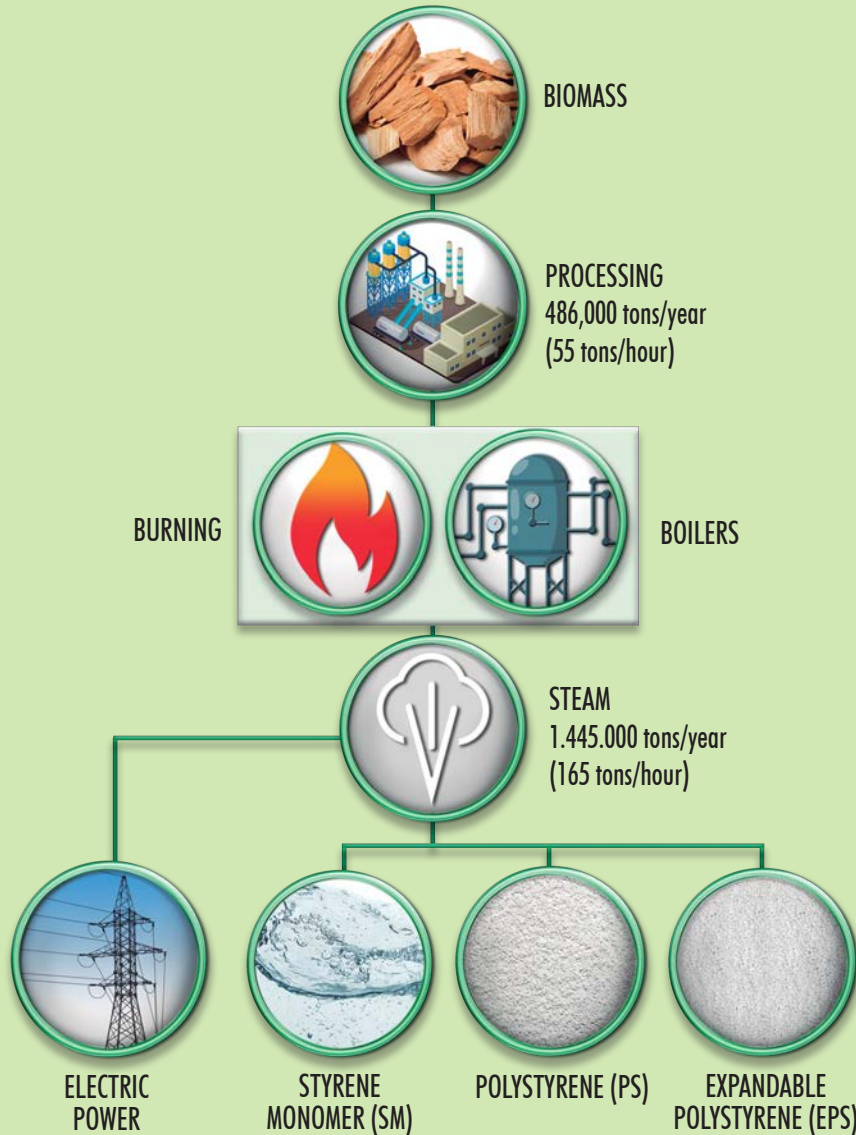 BIOMASS
PROCESSING
486,000 tons/year
(55 tons/hour)
BURNING
BOILERS
STEAM
1.445.000 tons/year
(165 tons/hour)
ELECTRIC
POWER
STYRENE
MONOMER (SM)
POLYSTYRENE (PS)
EXPANDABLE
POLYSTYRENE (EPS)